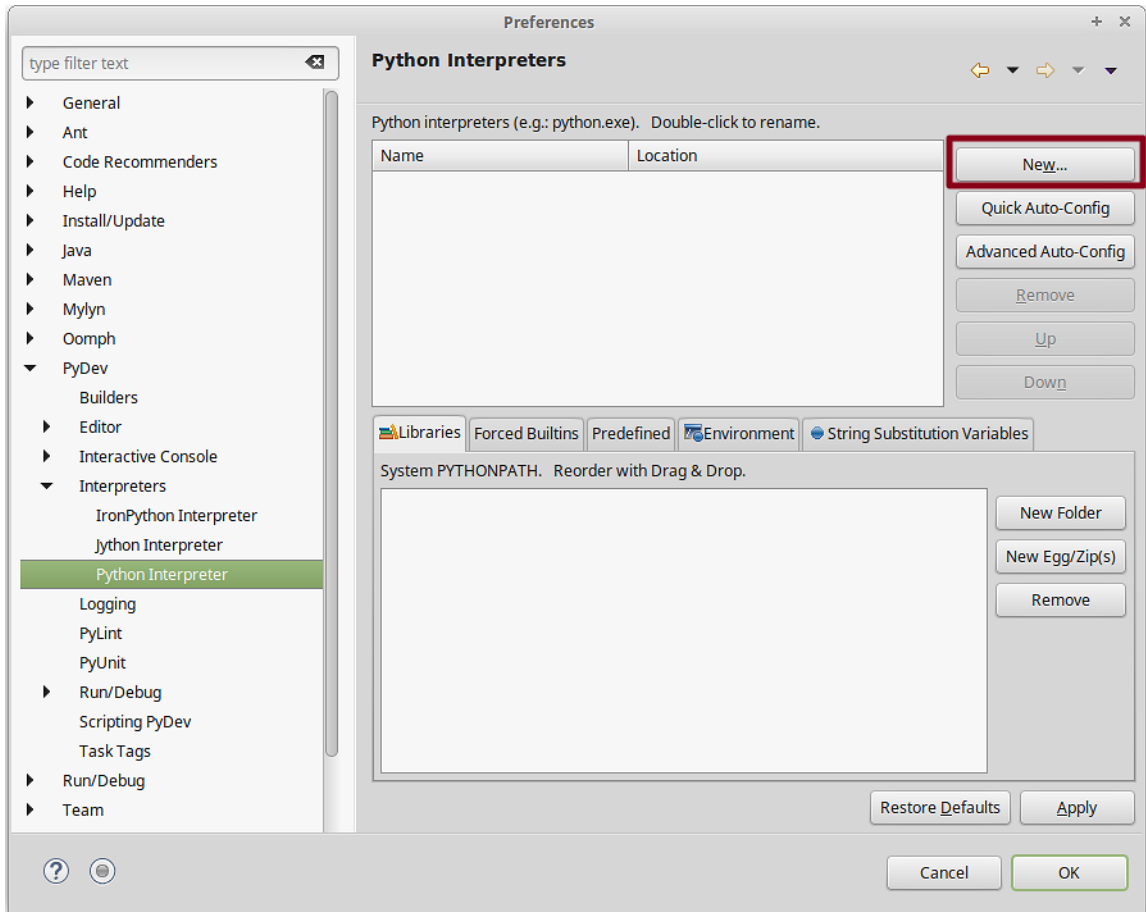 Preferences
type filter text
General
Ant
Code Recommenders
Help
Install/Update
Java
Maven
Mylyn
Oomph
PyDev
Builders
Editor
Interactive Console
Interpreters
IronPython Interpreter
Jython Interpreter
Python Interpreter
Logging
PyLint
PyUnit
Run/Debug
Scripting PyDev
Task Tags
Run/Debug
Team
Python Interpreters
Python interpreters (e.g.: python.exe).   Double-click to rename.
Name Location
New...
Quick Auto-Config
Advanced Auto-Config
Remove
Up
Down
Libraries Forced Builtins Predefined Environment String Substitution Variables
System PYTHONPATH.   Reorder with Drag & Drop.
New Folder
New Egg/Zip(s)
Remove
Restore Defaults Apply
? Cancel OK